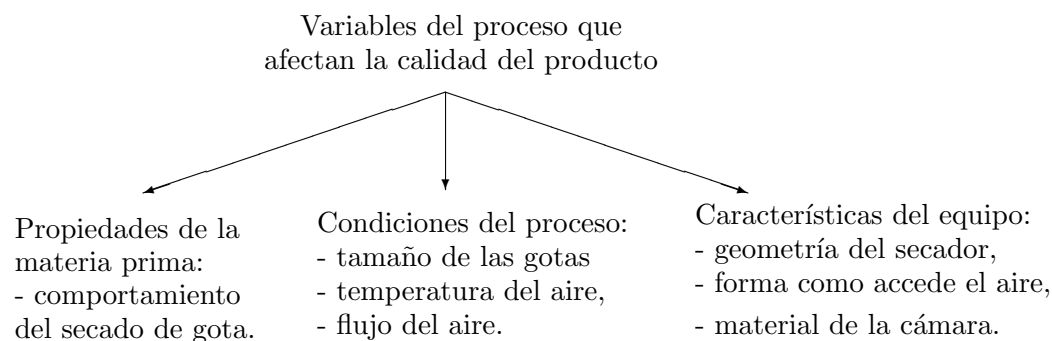 Variables del proceso que
afectan la calidad del producto
Propiedades de la
materia prima:
- comportamiento
del secado de gota.
Condiciones del proceso:
- tamaño de las gotas
- temperatura del aire,
- flujo del aire.
Características del equipo:
- geometría del secador,
- forma como accede el aire,
- material de la cámara.